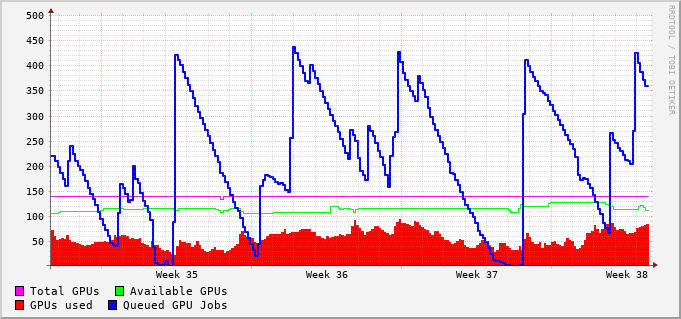 500
450
400
350
300
250
200
150
100
50
Week 35 Week 36 Week 37 Week 38
Total GPUs Available GPUs
GPUs used Queued GPU Jobs
RRDTOOL / TOBI OETIKER